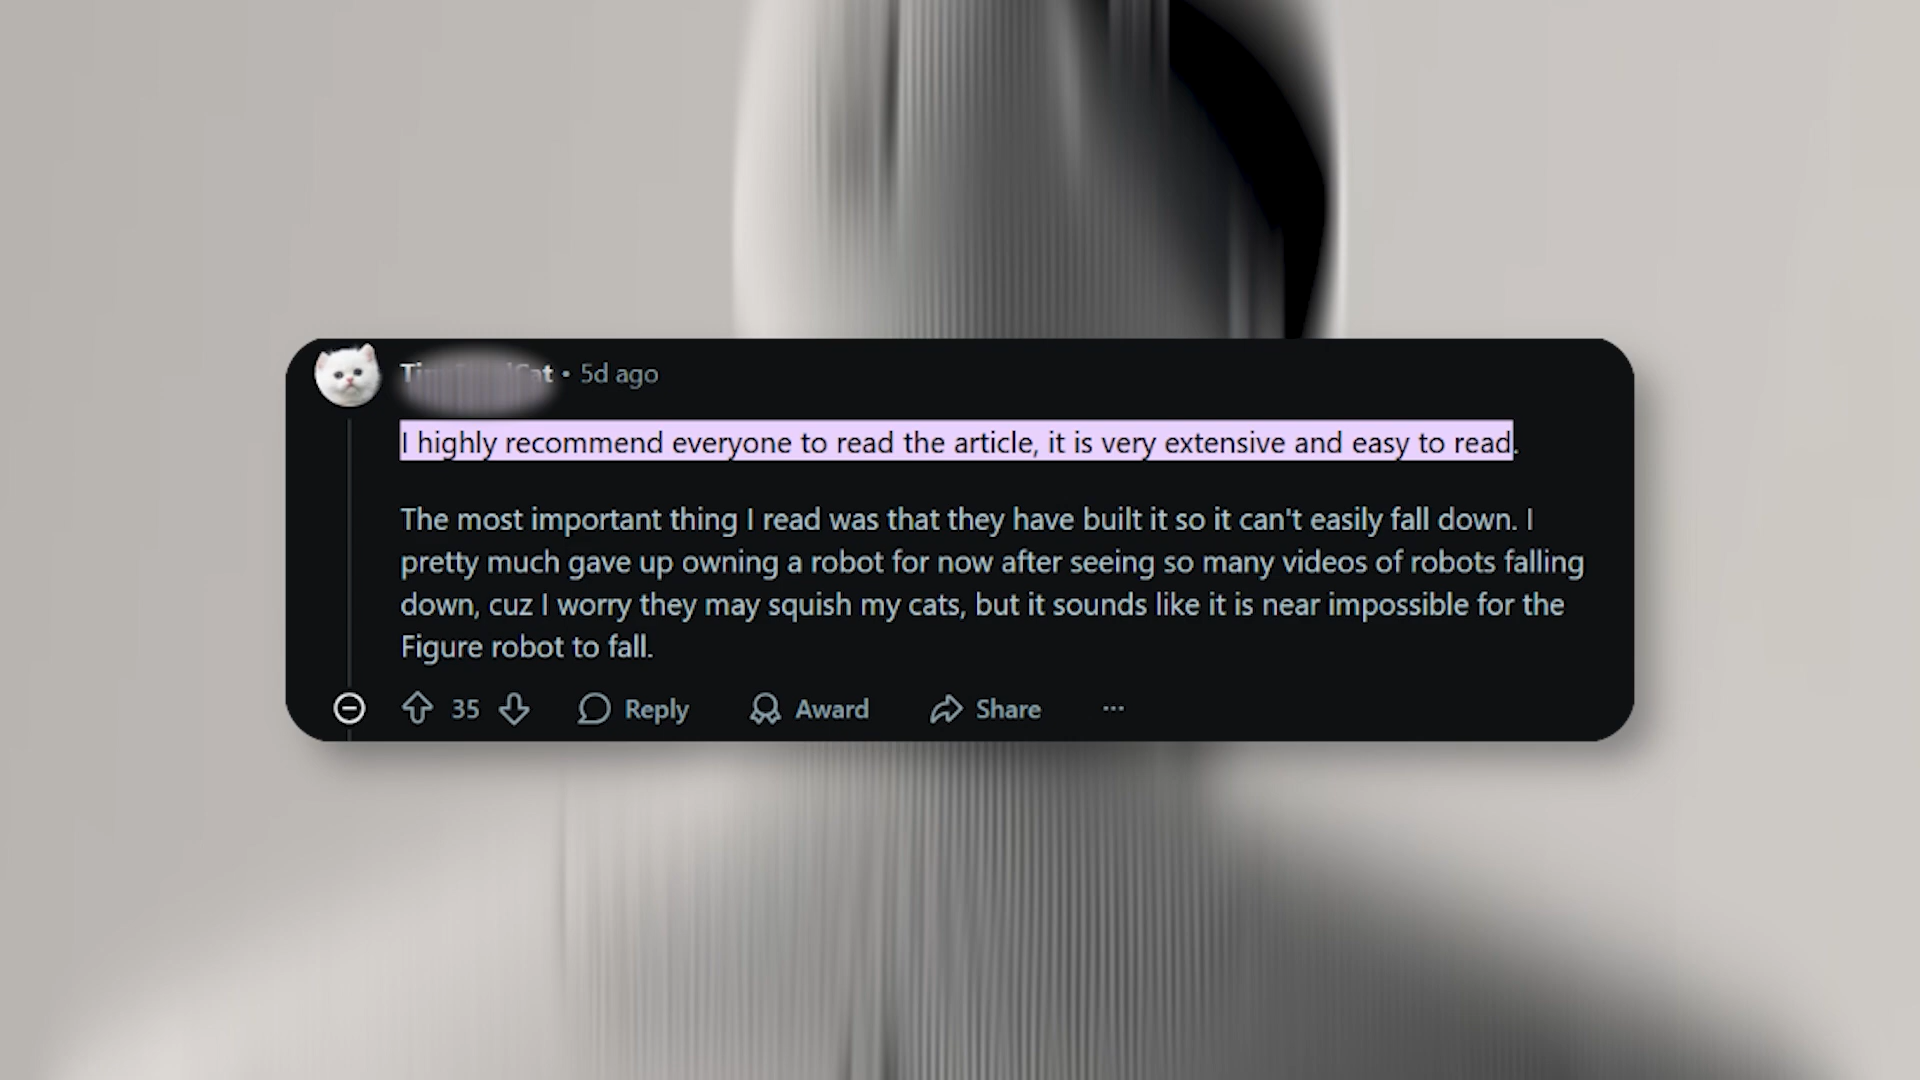 • 5d ago
I highly recommend everyone to read the article, it is very extensive and easy to read.
The most important thing I read was that they have built it so it can't easily fall down. I
pretty much gave up owning a robot for now after seeing so many videos of robots falling
down, cuz I worry they may squish my cats, but it sounds like it is near impossible for the
Figure robot to fall.
35 Reply Award Share ···